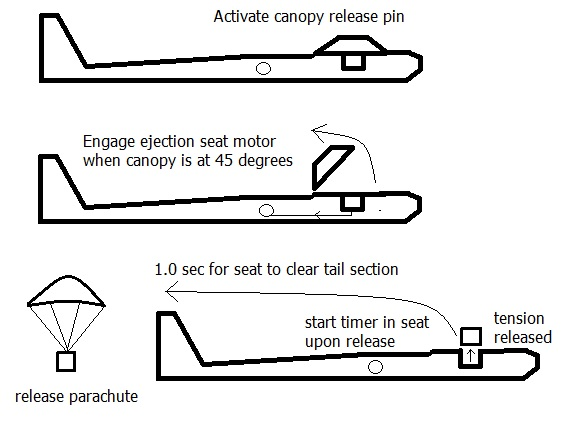 Activate canopy release pin
Engage ejection seat motor
when canopy is at 45 degrees
1.0 sec for seat to clear tail section
start timer in seat
upon release
tension
released
release parachute